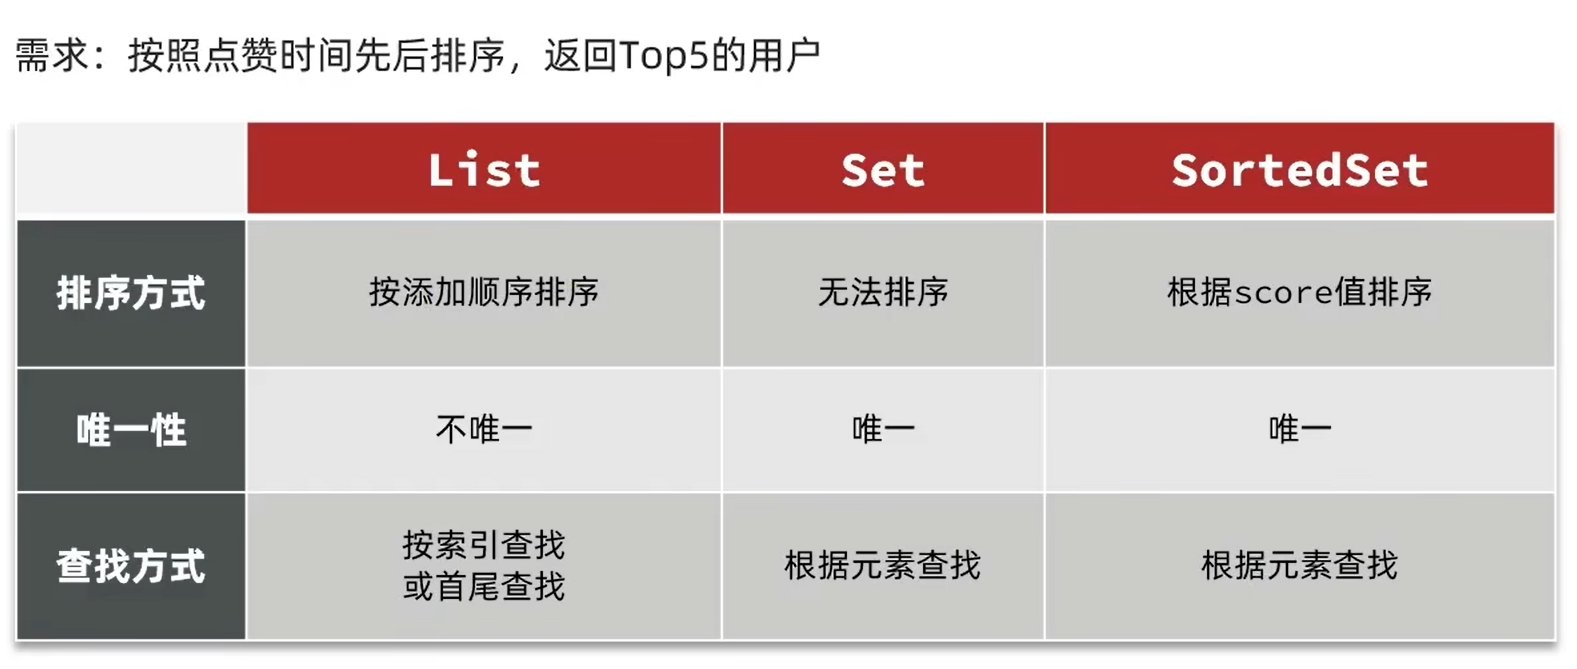 需求：按照点赞时间先后排序，返回Top5的用户
List
Set
SortedSet
排序方式
按添加顺序排序
无法排序
根据score值排序
唯一性
不唯一
唯一
唯一
查找方式
按索引查找
或首尾查找
根据元素查找
根据元素查找